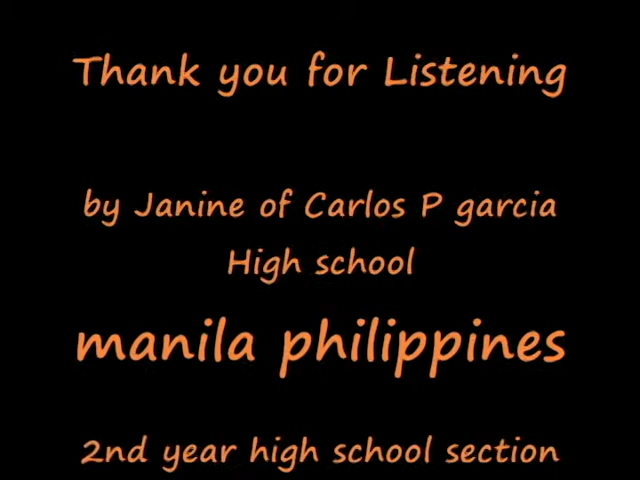 Thank you for Listening
by Janine of Carlos P garcia
High school
manila philippines
2nd year high school section